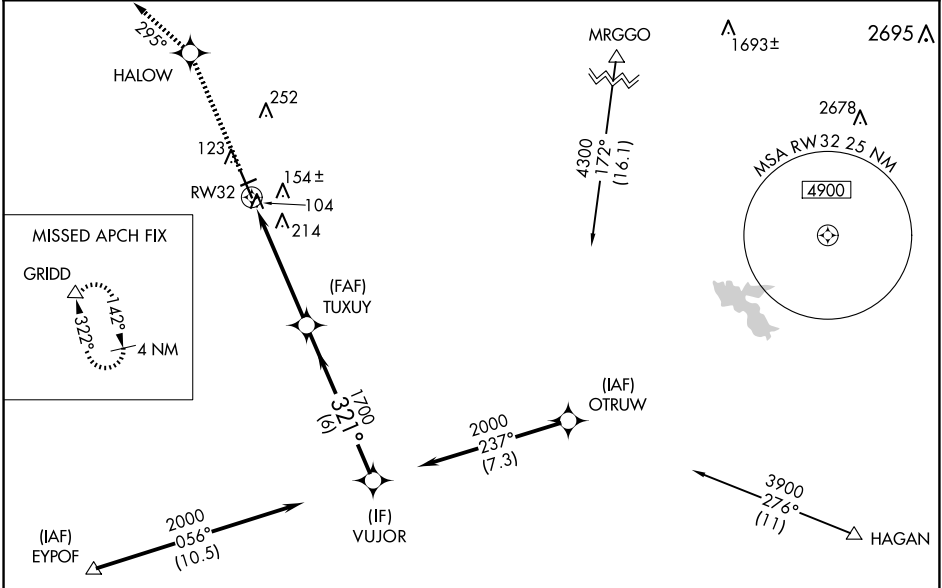 295°
HALOW
252
123
RW32
154±
104
214
MISSED APCH FIX
GRIDD
142°
322°
4 NM
(FAF)
TUXUY
1700
321°
(6)
(IF)
VUJOR
(IAF)
EYPOF
2000
056°
(10.5)
MRGGO
4300
172°
(16.1)
1693±
2695
2678
MSA RW32 25 NM
4900
(IAF)
OTRUW
2000
237°
(7.3)
3900
276°
(11)
HAGAN